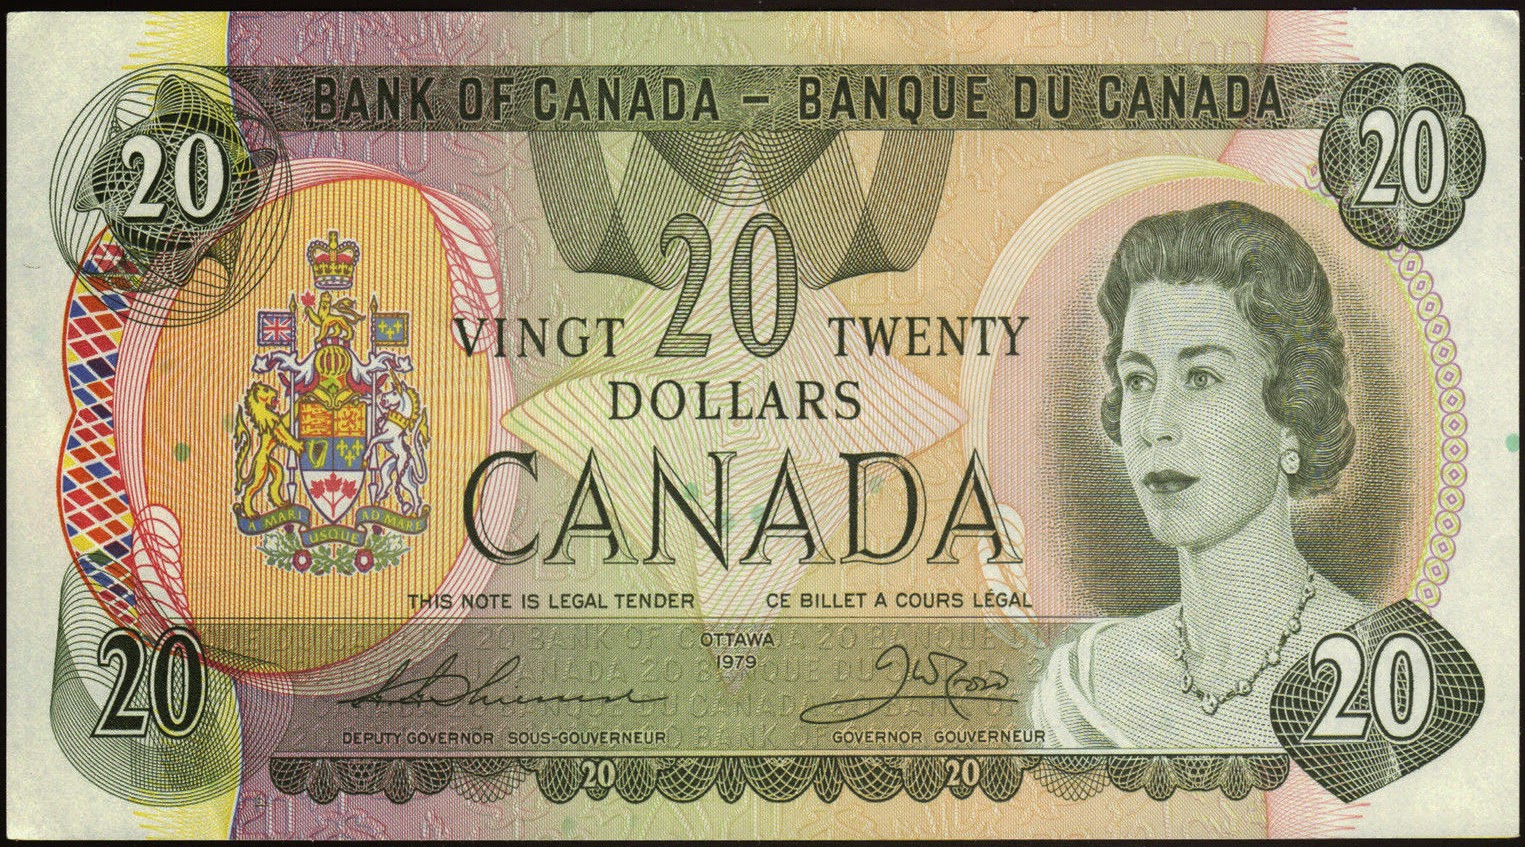 BANK OF CANADA – BANQUE DU CANADA
20
20
VINGT 20 TWENTY
DOLLARS
CANADA
A MARI USQUE AD MARE
THIS NOTE IS LEGAL TENDER CE BILLET A COURS LÉGAL
OTTAWA
1979
DEPUTY GOVERNOR SOUS-GOUVERNEUR
GOVERNOR GOUVERNEUR
20
20
20
20